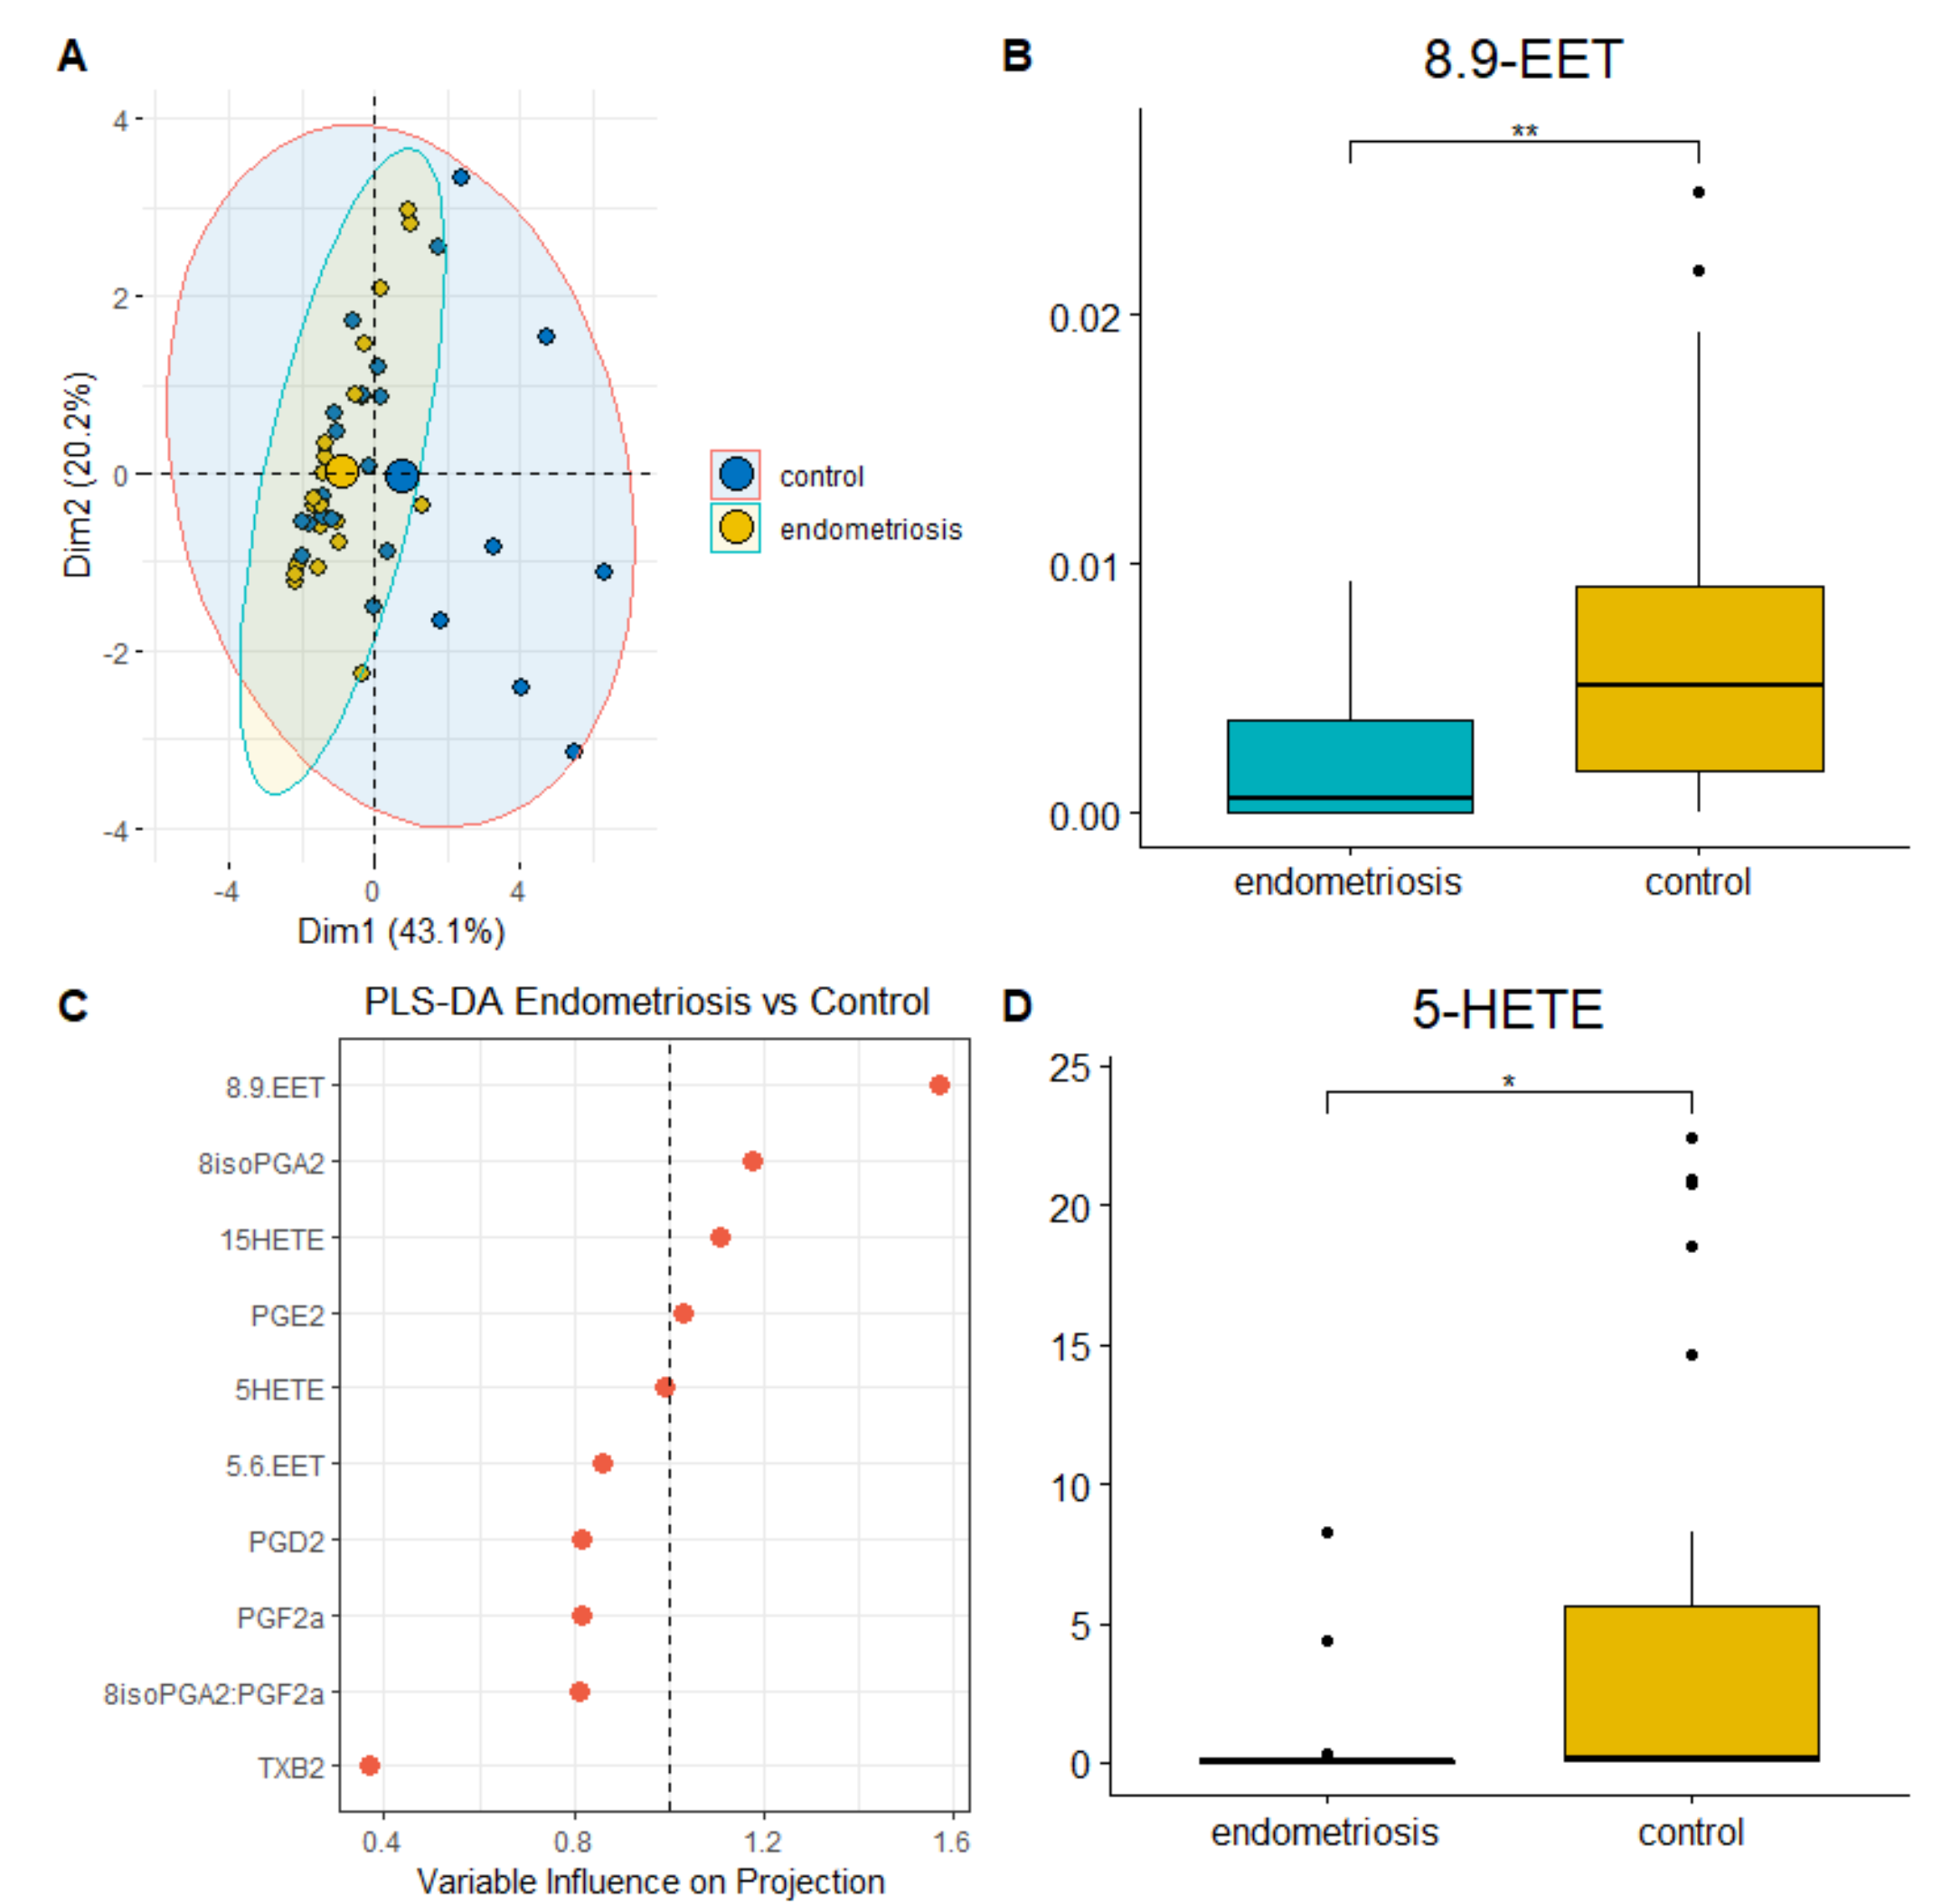 A
4
2
0
-2
-4
Dim2 (20.2%)
-4 0 4
Dim1 (43.1%)
control
endometriosis
B
8.9-EET
**
0.02
0.01
0.00
endometriosis control
C
PLS-DA Endometriosis vs Control
8.9.EET
8isoPGA2
15HETE
PGE2
5HETE
5.6.EET
PGD2
PGF2a
8isoPGA2:PGF2a
TXB2
0.4 0.8 1.2 1.6
Variable Influence on Projection
D
5-HETE
*
25
20
15
10
5
0
endometriosis control